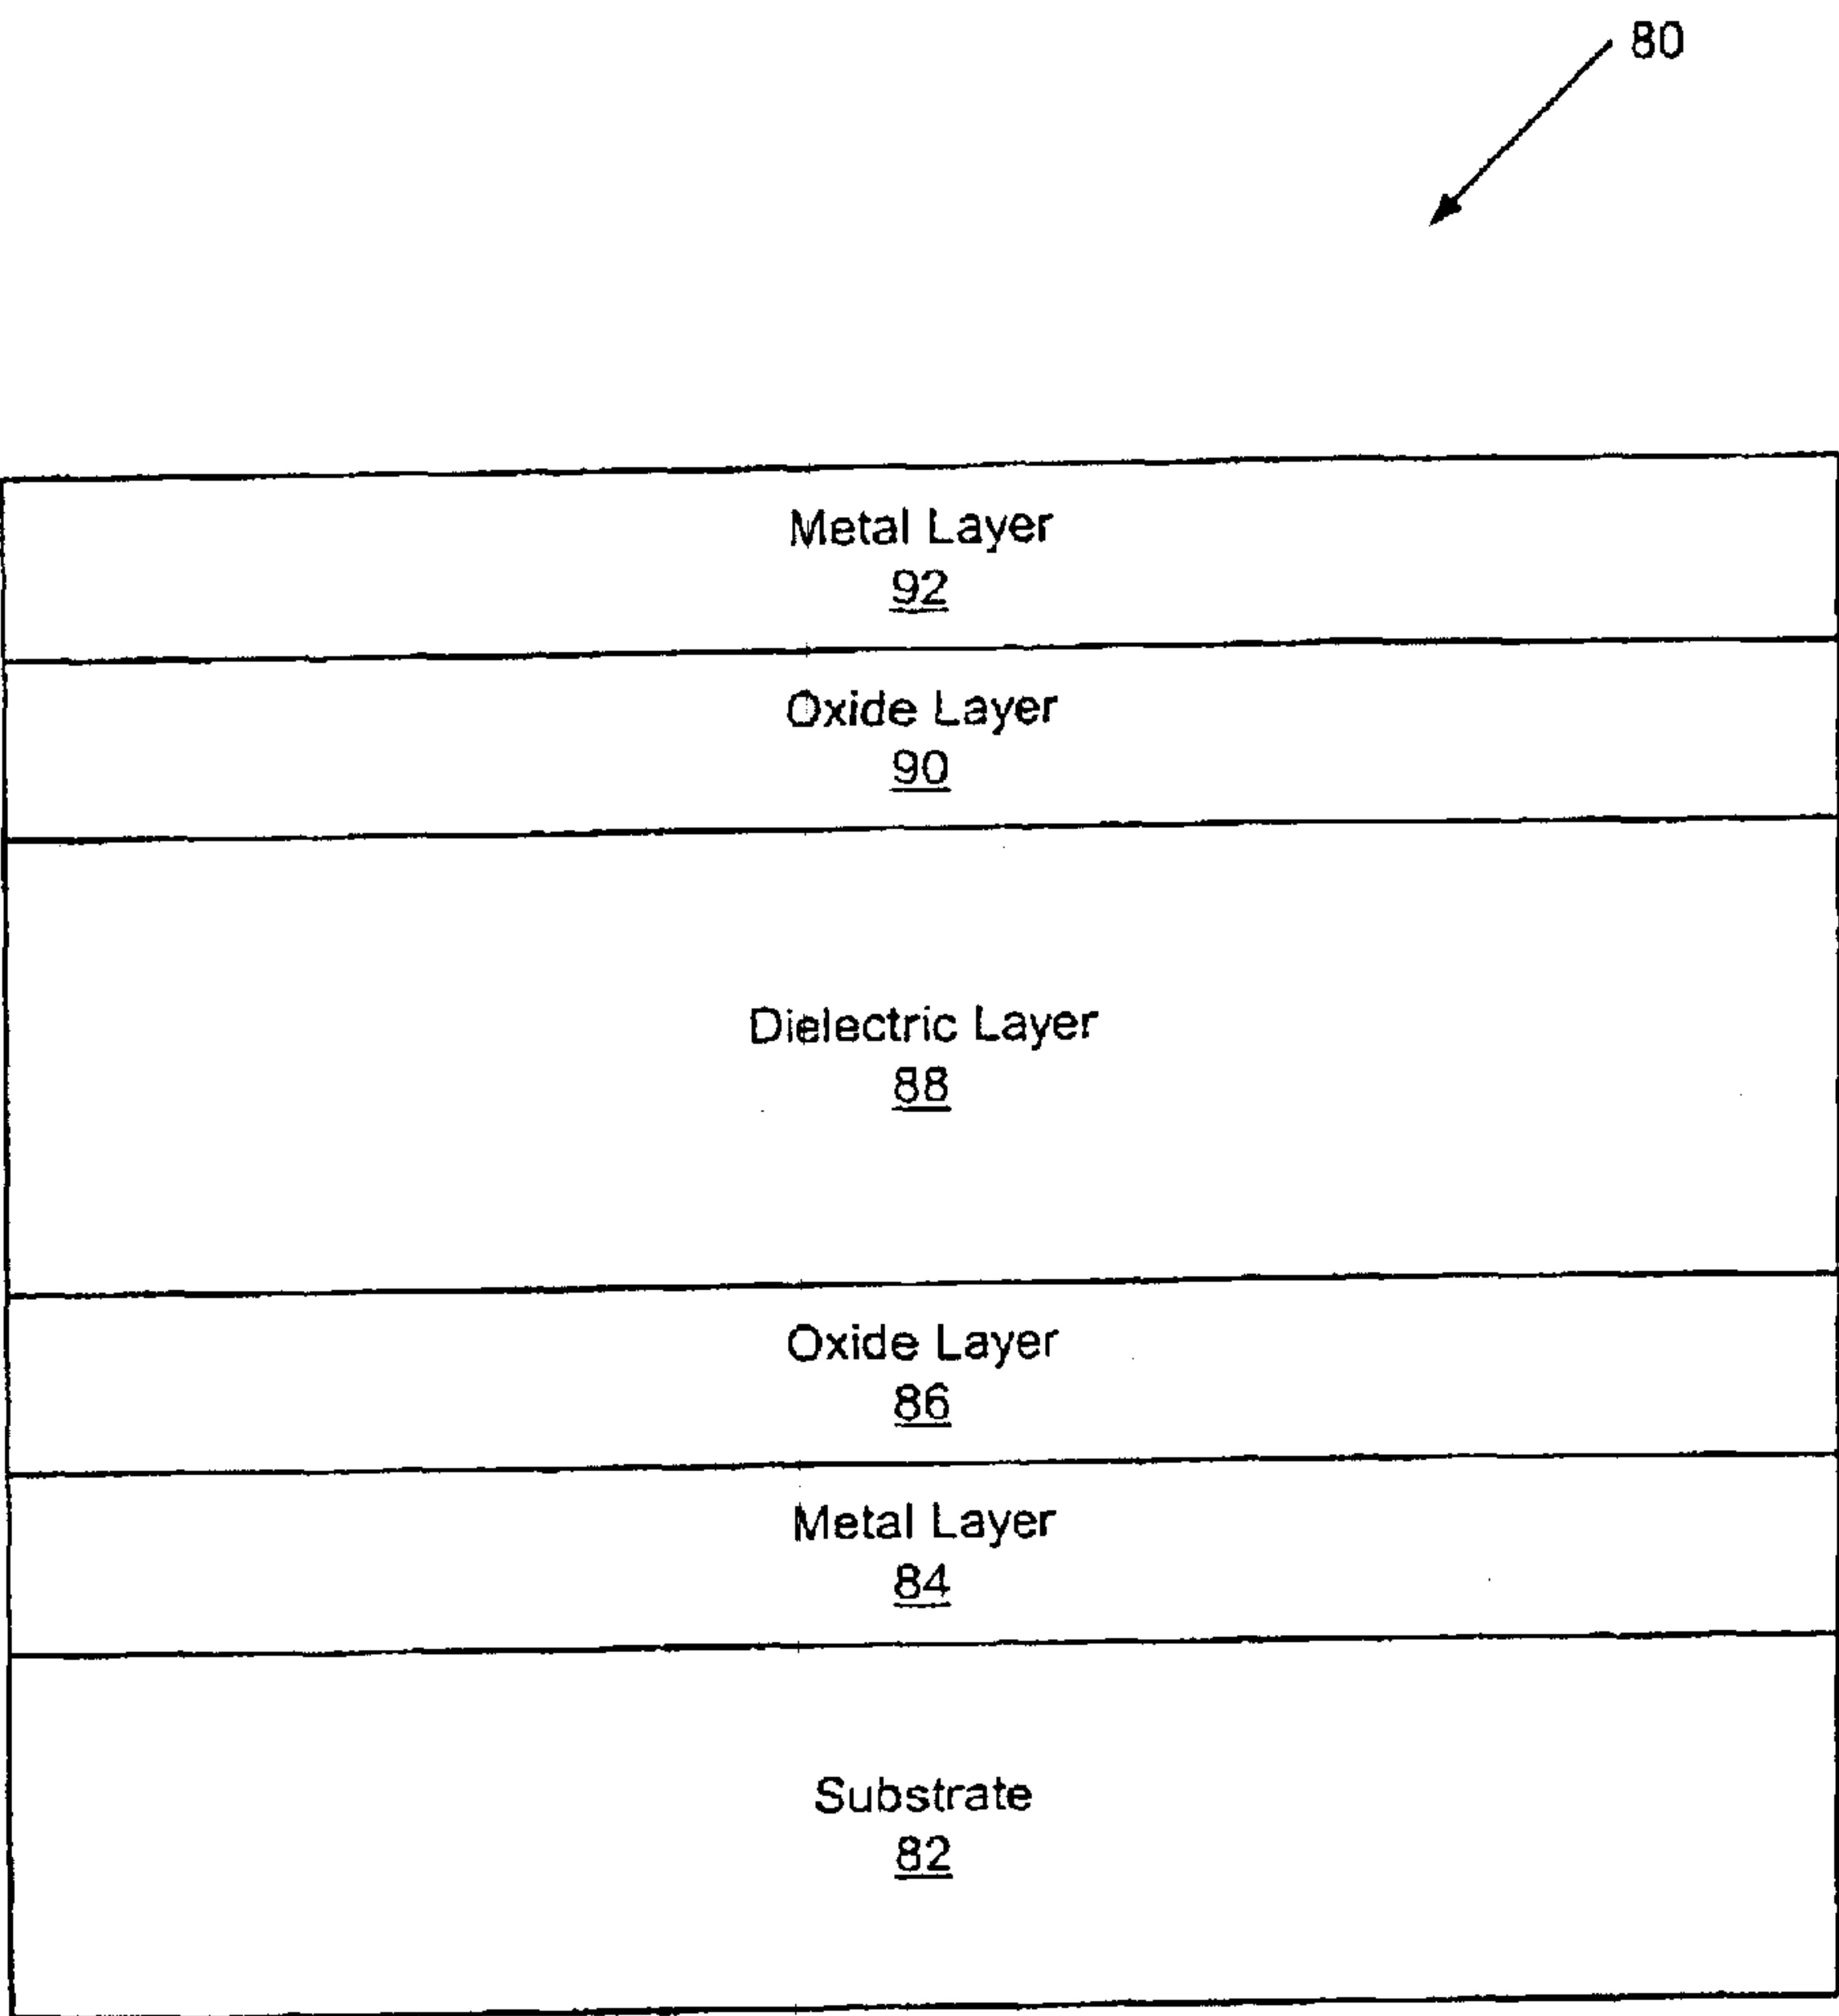 80
Metal Layer
92
Oxide Layer
90
Dielectric Layer
88
Oxide Layer
86
Metal Layer
84
Substrate
82